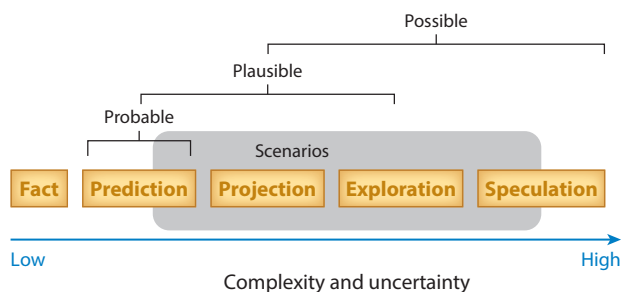 Possible
Plausible
Probable
Scenarios
Fact Prediction Projection Exploration Speculation
Low High
Complexity and uncertainty